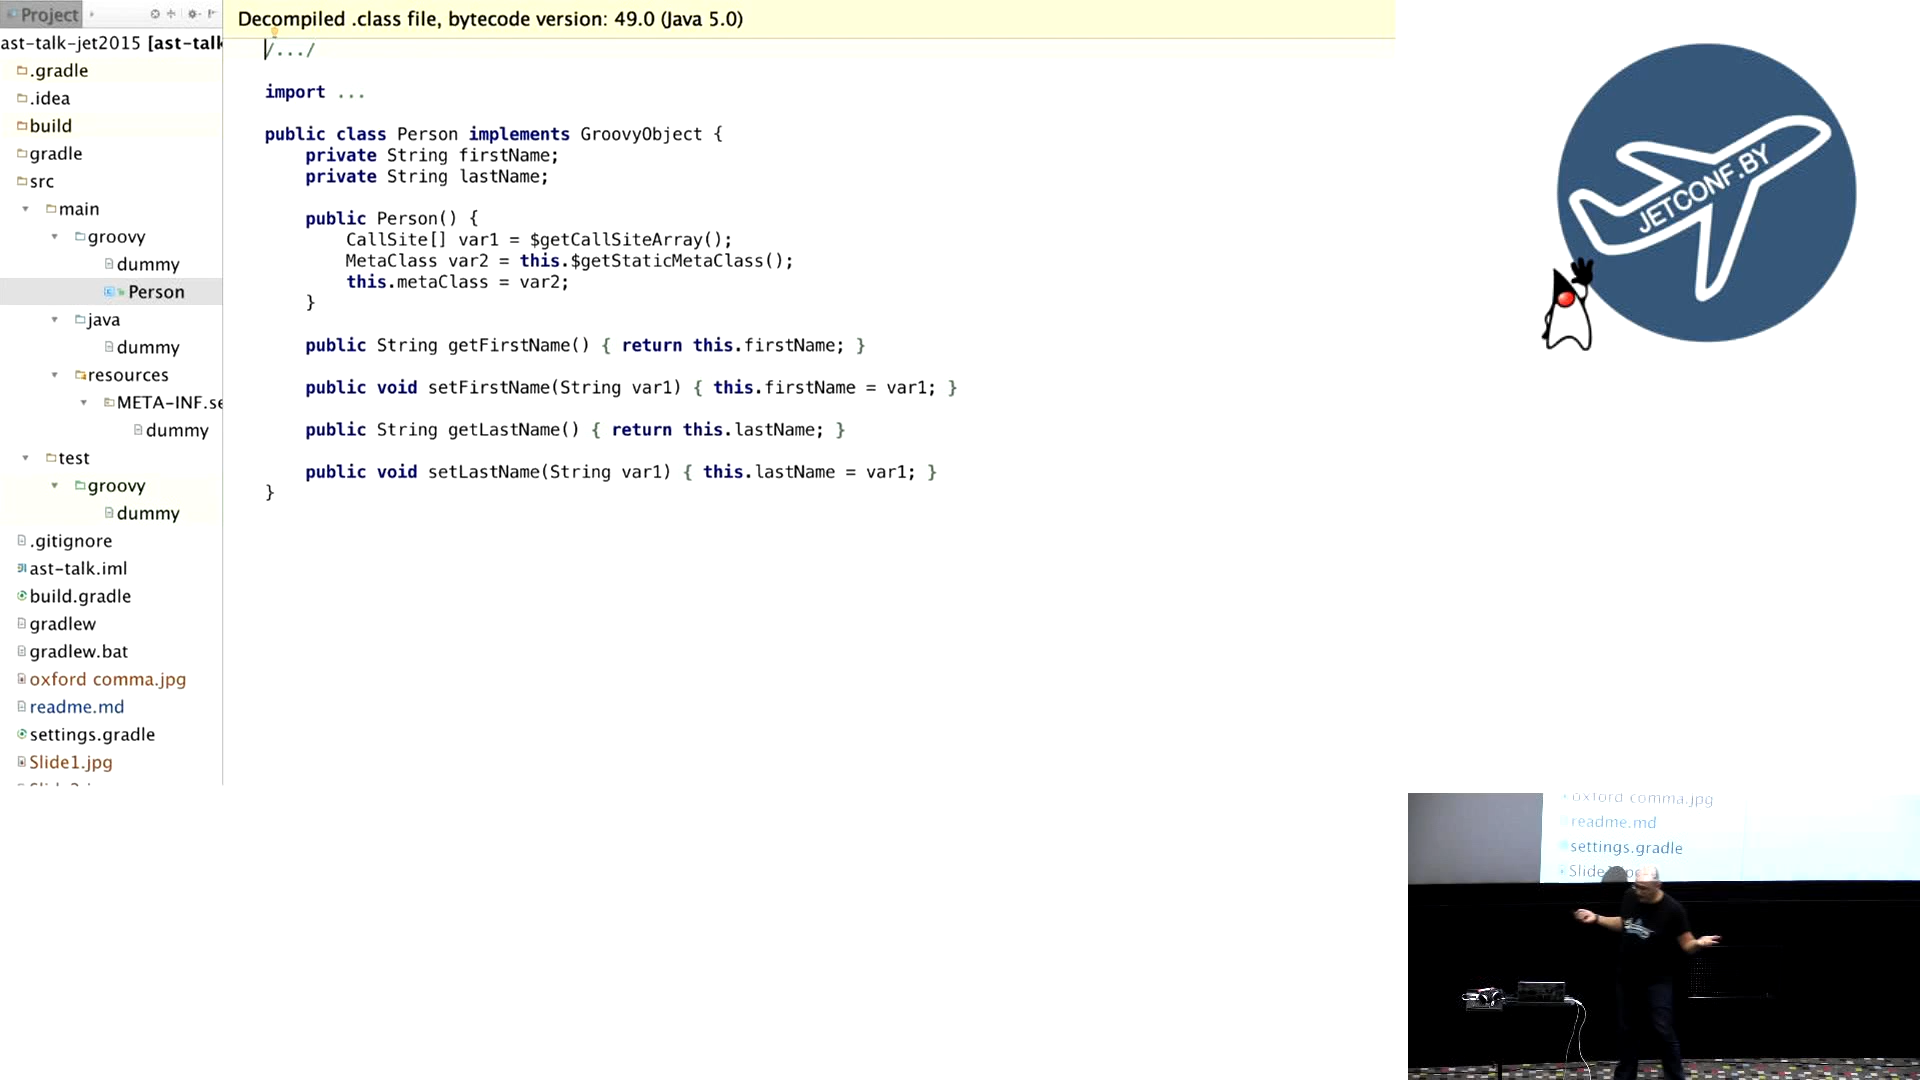 Project
ast-talk-jet2015 [ast-talk
.gradle
.idea
build
gradle
src
main
groovy
dummy
Person
java
dummy
resources
META-INF.se
dummy
test
groovy
dummy
.gitignore
ast-talk.iml
build.gradle
gradlew
gradlew.bat
oxford comma.jpg
readme.md
settings.gradle
Slide1.jpg
Decompiled .class file, bytecode version: 49.0 (Java 5.0)
/.../
import ...
public class Person implements GroovyObject {
private String firstName;
private String lastName;
public Person() {
CallSite[] var1 = $getCallSiteArray();
MetaClass var2 = this.$getStaticMetaClass();
this.metaClass = var2;
}
public String getFirstName() { return this.firstName; }
public void setFirstName(String var1) { this.firstName = var1; }
public String getLastName() { return this.lastName; }
public void setLastName(String var1) { this.lastName = var1; }
}
JETCONF.BY
oxford comma.jpg
readme.md
settings.gradle